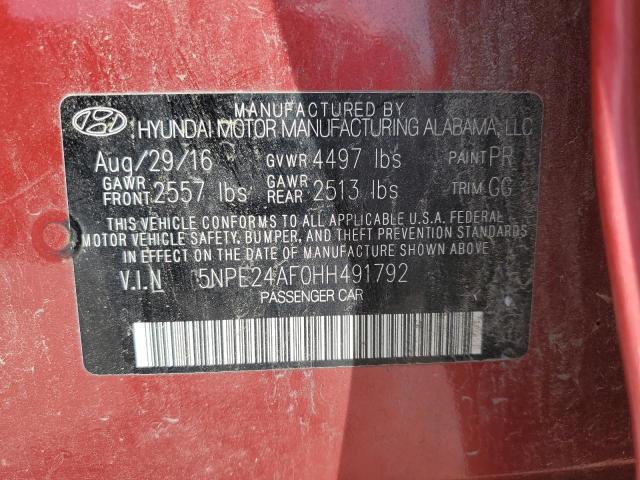 MANUFACTURED BY
HYUNDAI MOTOR MANUFACTURING ALABAMA, LLC
Aug/29/16 GVWR 4497 lbs PAINT PR
GAWR FRONT 2557 lbs GAWR REAR 2513 lbs TRIM GG
THIS VEHICLE CONFORMS TO ALL APPLICABLE U.S.A. FEDERAL
MOTOR VEHICLE SAFETY, BUMPER, AND THEFT PREVENTION STANDARDS
IN EFFECT ON THE DATE OF MANUFACTURE SHOWN ABOVE.
V.I.N 5NPE24AF0HH491792
PASSENGER CAR